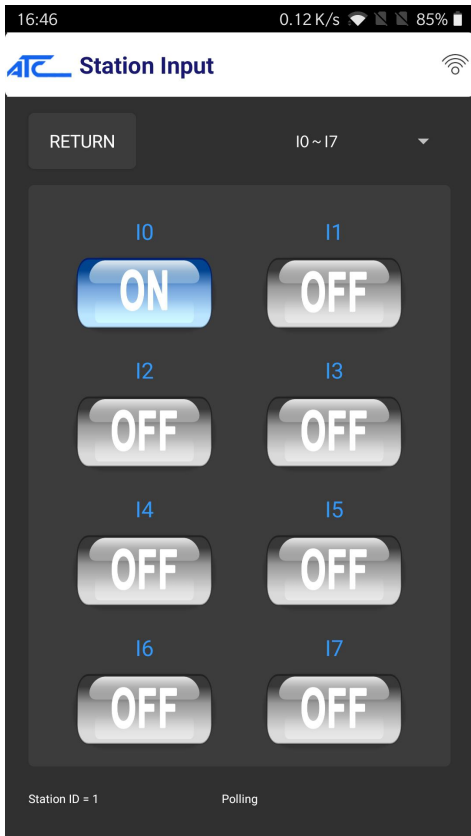 16:46 0.12 K/s 85%
ATC Station Input
RETURN I0~I7
I0 I1
ON OFF
I2 I3
OFF OFF
I4 I5
OFF OFF
I6 I7
OFF OFF
Station ID = 1 Polling